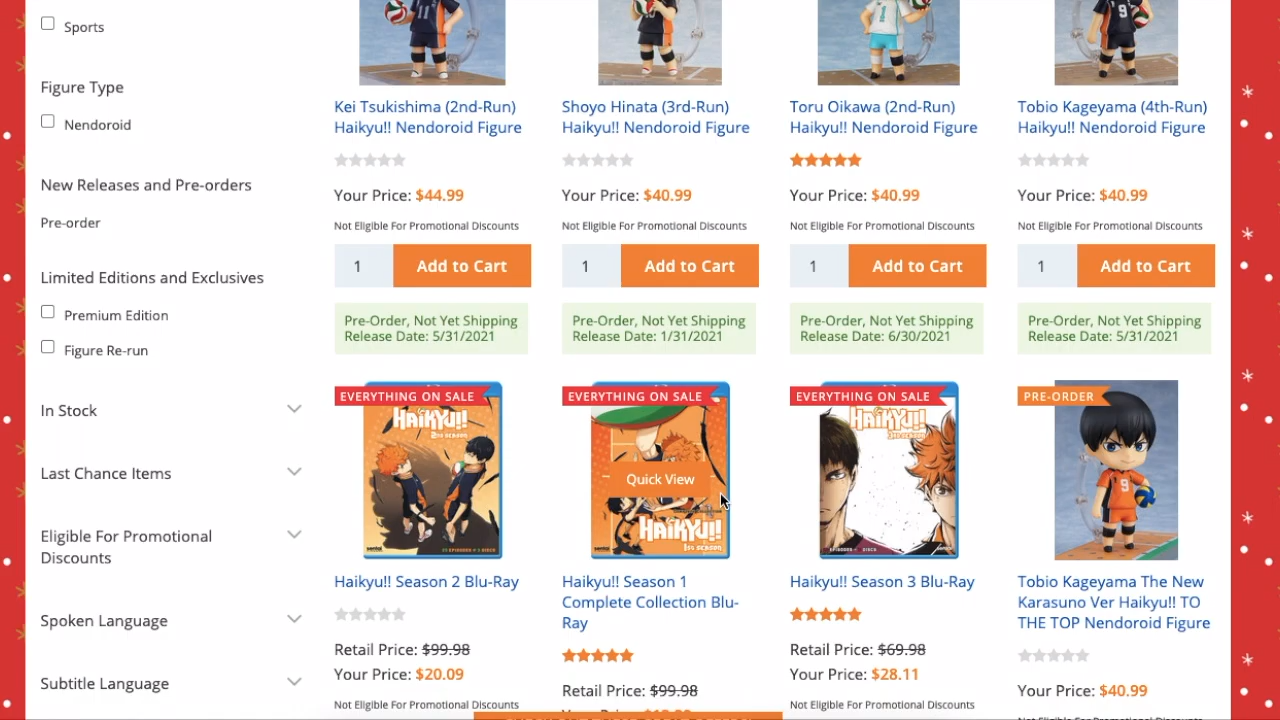 Sports
Figure Type
Nendoroid
New Releases and Pre-orders
Pre-order
Limited Editions and Exclusives
Premium Edition
Figure Re-run
In Stock
Last Chance Items
Eligible For Promotional
Discounts
Spoken Language
Subtitle Language
11
1
9
Kei Tsukishima (2nd-Run)
Haikyu!! Nendoroid Figure
Your Price: $44.99
Not Eligible For Promotional Discounts
1
Add to Cart
Pre-Order, Not Yet Shipping
Release Date: 5/31/2021
Shoyo Hinata (3rd-Run)
Haikyu!! Nendoroid Figure
Your Price: $40.99
Not Eligible For Promotional Discounts
1
Add to Cart
Pre-Order, Not Yet Shipping
Release Date: 1/31/2021
Toru Oikawa (2nd-Run)
Haikyu!! Nendoroid Figure
Your Price: $40.99
Not Eligible For Promotional Discounts
1
Add to Cart
Pre-Order, Not Yet Shipping
Release Date: 6/30/2021
Tobio Kageyama (4th-Run)
Haikyu!! Nendoroid Figure
Your Price: $40.99
Not Eligible For Promotional Discounts
1
Add to Cart
Pre-Order, Not Yet Shipping
Release Date: 5/31/2021
EVERYTHING ON SALE
HAIKYU!!
2ND SEASON
Haikyu!! Season 2 Blu-Ray
Retail Price: $99.98
Your Price: $20.09
Not Eligible For Promotional Discounts
EVERYTHING ON SALE
Quick View
HAIKYU!!
1ST SEASON
Haikyu!! Season 1
Complete Collection Blu-
Ray
Retail Price: $99.98
EVERYTHING ON SALE
HAIKYU!!
3RD SEASON
Haikyu!! Season 3 Blu-Ray
Retail Price: $69.98
Your Price: $28.11
Not Eligible For Promotional Discounts
PRE-ORDER
9
Tobio Kageyama The New
Karasuno Ver Haikyu!! TO
THE TOP Nendoroid Figure
Your Price: $40.99